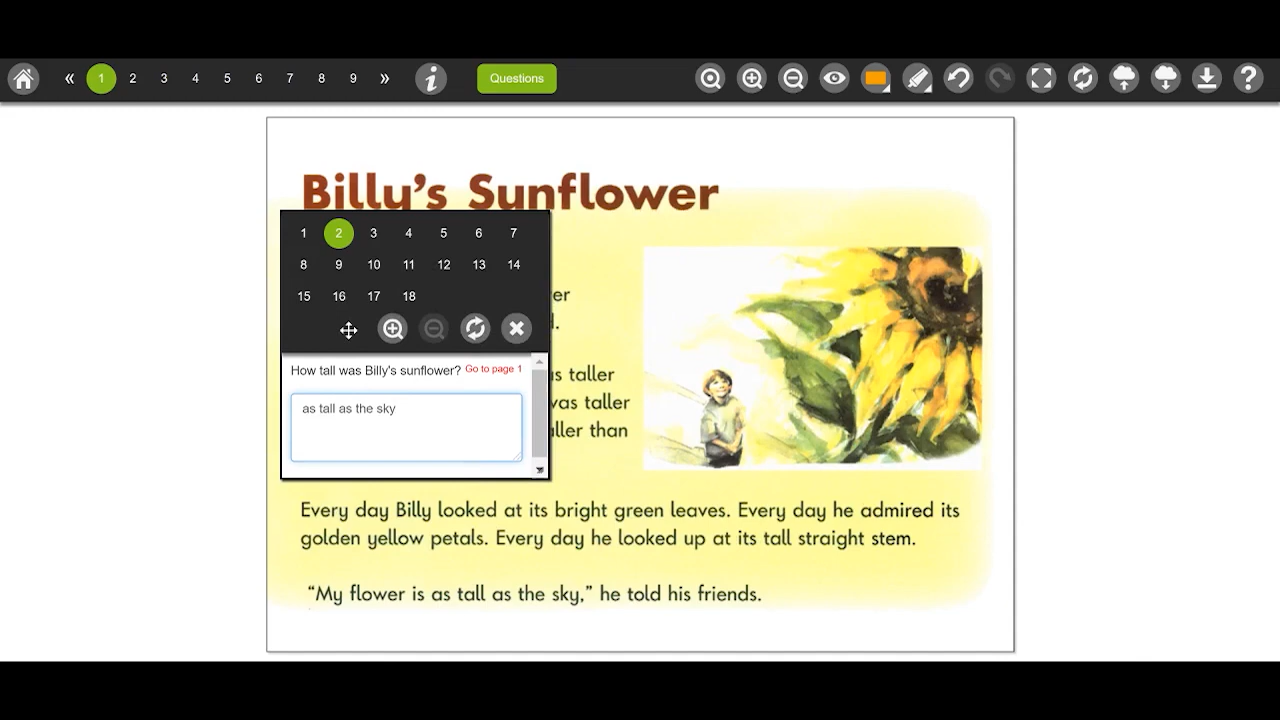 « 1 2 3 4 5 6 7 8 9 » i Questions ?
Billy's Sunflower
1 2 3 4 5 6 7
8 9 10 11 12 13 14
15 16 17 18
How tall was Billy's sunflower? Go to page 1
as tall as the sky
taller
taller
than
Every day Billy looked at its bright green leaves. Every day he admired its
golden yellow petals. Every day he looked up at its tall straight stem.
“My flower is as tall as the sky,” he told his friends.